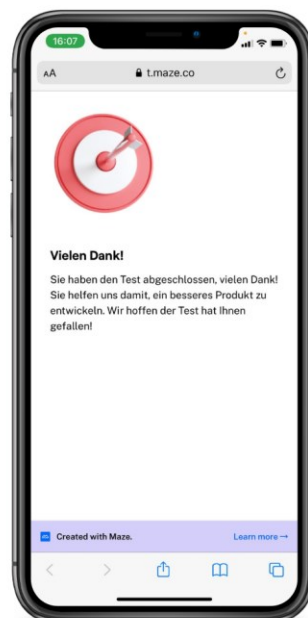 16:07
AA t.maze.co
Vielen Dank!
Sie haben den Test abgeschlossen, vielen Dank!
Sie helfen uns damit, ein besseres Produkt zu
entwickeln. Wir hoffen der Test hat Ihnen
gefallen!
Created with Maze. Learn more →